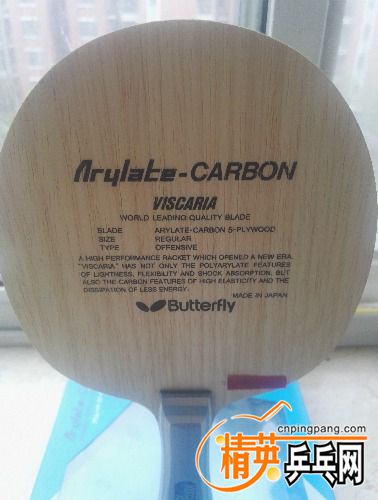 Arylate-CARBON
VISCARIA
WORLD LEADING QUALITY BLADE
BLADE ARYLATE-CARBON 5-PLYWOOD
SIZE REGULAR
TYPE OFFENSIVE
A HIGH PERFORMANCE RACKET WHICH OPENED A NEW ERA.
"VISCARIA" HAS NOT ONLY THE POLYARYLATE FEATURES
OF LIGHTNESS, FLEXIBILITY AND SHOCK ABSORPTION, BUT
ALSO THE CARBON FEATURES OF HIGH ELASTICITY AND THE
DISSIPATION OF LESS ENERGY.
MADE IN JAPAN
Butterfly
Arylate
cnpingpang.com
精英乒乓网